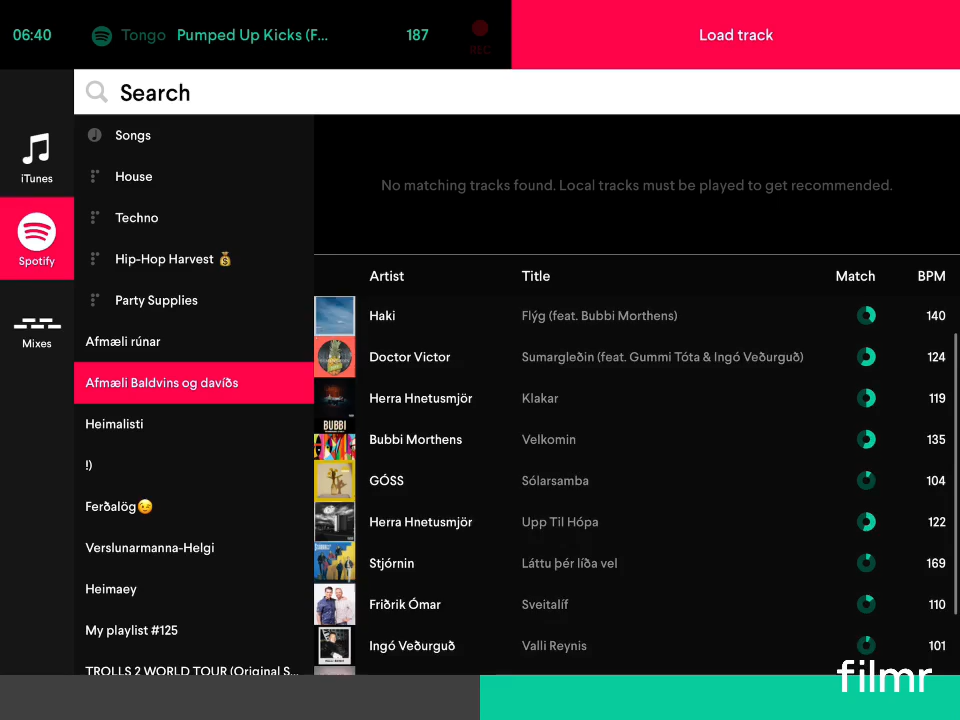 06:40 Tongo Pumped Up Kicks (F... 187 REC Load track
Search
iTunes
Spotify
Mixes
Songs
House
Techno
Hip-Hop Harvest 💰
Party Supplies
Afmæli rúnar
Afmæli Baldvins og davíðs
Heimalisti
!)
Ferðalög😉
Verslunarmanna-Helgi
Heimaey
My playlist #125
TROLLS 2 WORLD TOUR (Original S...
No matching tracks found. Local tracks must be played to get recommended.
Artist Title Match BPM
Haki Flýg (feat. Bubbi Morthens) 140
Doctor Victor Sumargleðin (feat. Gummi Tóta & Ingó Veðurguð) 124
Herra Hnetusmjör Klakar 119
BUBBI
Bubbi Morthens Velkomin 135
GÓSS Sólarsamba 104
Herra Hnetusmjör Upp Til Hópa 122
Stjórnin Láttu þér líða vel 169
Friðrik Ómar Sveitalíf 110
Ingó Veðurguð Valli Reynis 101
filmr